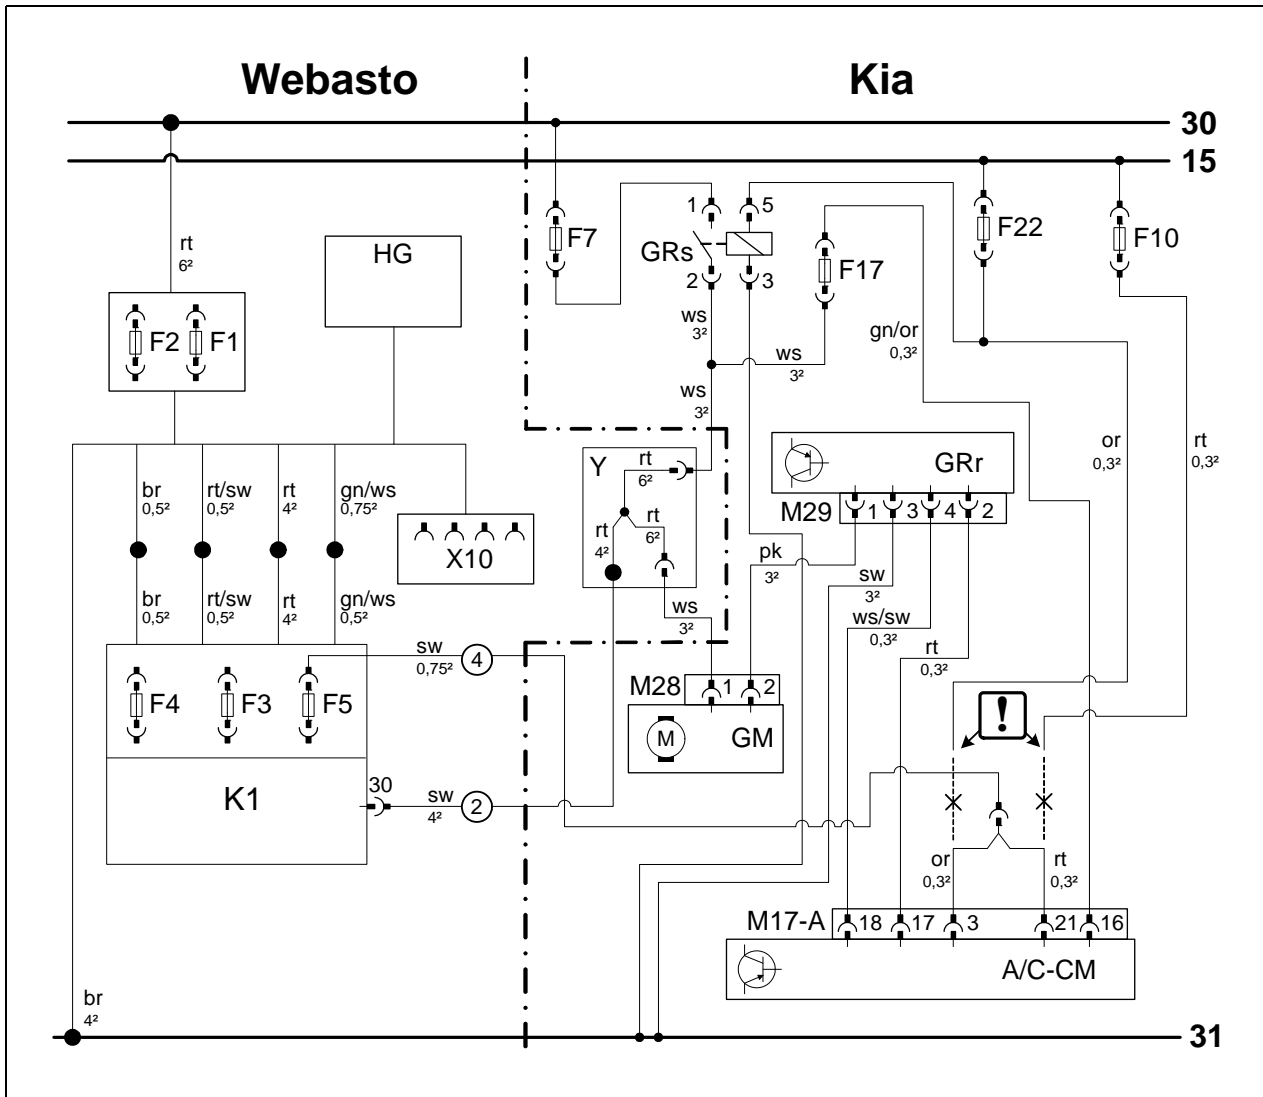 Webasto
Kia
30
15
rt
6²
F2
F1
HG
F7
1
5
GRs
2
3
F17
F22
F10
ws
3²
ws
3²
gn/or
0,3²
ws
3²
br
0,5²
rt/sw
0,5²
rt
4²
gn/ws
0,75²
X10
Y
rt
6²
rt
4²
rt
6²
GRr
M29
1
3
4
2
or
0,3²
rt
0,3²
br
0,5²
rt/sw
0,5²
rt
4²
gn/ws
0,5²
pk
3²
sw
3²
ws/sw
0,3²
rt
0,3²
ws
3²
sw
0,75²
4
F4
F3
F5
M28
1
2
M
GM
!
K1
30
sw
4²
2
or
0,3²
rt
0,3²
M17-A
18
17
3
21
16
A/C-CM
br
4²
31